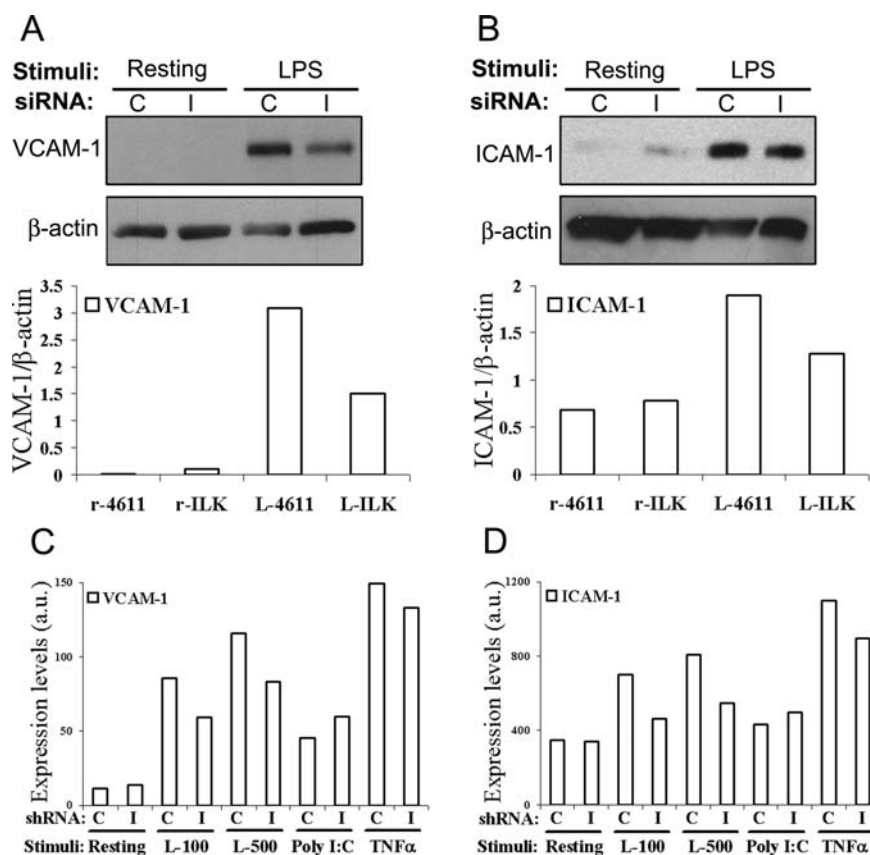 A
Stimuli: Resting LPS
siRNA: C I C I
VCAM-1
β-actin
VCAM-1/β-actin
3.5
3
2.5
2
1.5
1
0.5
0
VCAM-1
r-4611 r-ILK L-4611 L-ILK
B
Stimuli: Resting LPS
siRNA: C I C I
ICAM-1
β-actin
ICAM-1/β-actin
2
1.5
1
0.5
0
ICAM-1
r-4611 r-ILK L-4611 L-ILK
C
Expression levels (a.u.)
150
100
50
0
VCAM-1
shRNA: C I C I C I C I C I
Stimuli: Resting L-100 L-500 Poly I:C TNFα
D
Expression levels (a.u.)
1200
800
400
0
ICAM-1
shRNA: C I C I C I C I C I
Stimuli: Resting L-100 L-500 Poly I:C TNFα